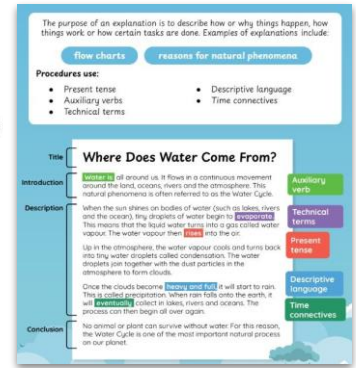 The purpose of an explanation is to describe how or why things happen, how
things work or how certain tasks are done. Examples of explanations include:
flow charts
reasons for natural phenomena
Procedures use:
• Present tense
• Auxiliary verbs
• Technical terms
• Descriptive language
• Time connectives
Title
Where Does Water Come From?
Introduction
Water is all around us. It flows in a continuous movement
around the land, oceans, rivers and the atmosphere. This
natural phenomena is often referred to as the Water Cycle.
Auxiliary
verb
Description
When the sun shines on bodies of water (such as lakes, rivers
and the ocean), tiny droplets of water begin to evaporate.
This means that the liquid water turns into a gas called water
vapour. The water vapour then rises into the air.
Technical
terms
Present
tense
Up in the atmosphere, the water vapour cools and turns back
into tiny water droplets called condensation. The water
droplets join together with the dust particles in the
atmosphere to form clouds.
Once the clouds become heavy and full, it will start to rain.
This is called precipitation. When rain falls onto the earth, it
will eventually collect in lakes, rivers and oceans. The
process can then begin all over again.
Descriptive
language
Time
connectives
Conclusion
No animal or plant can survive without water. For this reason,
the Water Cycle is one of the most important natural process
on our planet.